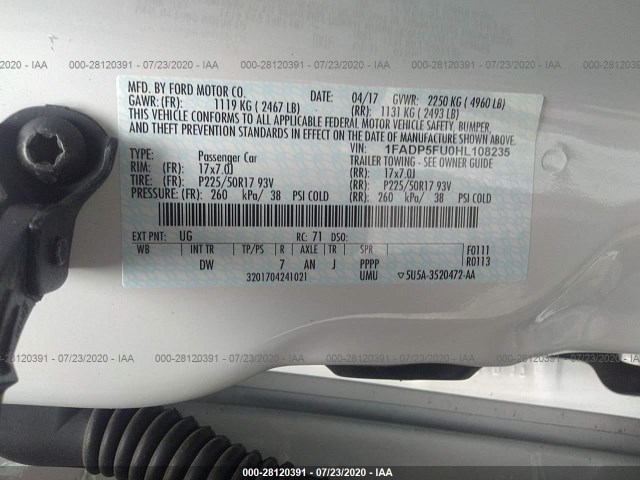 000-28120391 - 07/23/2020 - IAA
MFD. BY FORD MOTOR CO. DATE: 04/17 GVWR: 2250 KG ( 4960 LB)
GAWR: (FR): 1119 KG ( 2467 LB) (RR): 1131 KG ( 2493 LB)
THIS VEHICLE CONFORMS TO ALL APPLICABLE FEDERAL MOTOR VEHICLE SAFETY, BUMPER,
AND THEFT PREVENTION STANDARDS IN EFFECT ON THE DATE OF MANUFACTURE SHOWN ABOVE.
VIN: 1FADP5FU0HL108235
TYPE: Passenger Car TRAILER TOWING - SEE OWNER GUIDE
RIM: (FR): 17x7.0J (RR): 17x7.0J
TIRE: (FR): P225/50R17 93V (RR): P225/50R17 93V
PRESSURE: (FR): 260 kPa/ 38 PSI COLD (RR): 260 kPa/ 38 PSI COLD
EXT PNT: UG RC: 71 DSO:
WB INT TR TP/PS R AXLE TR SPR F0111
DW 7 AN J PPPP R0113
3201704241021 UMU 5U5A-3520472-AA
000-28120391 - 07/23/2020 - IAA
000-28120391 - 07/23/2020 - IAA